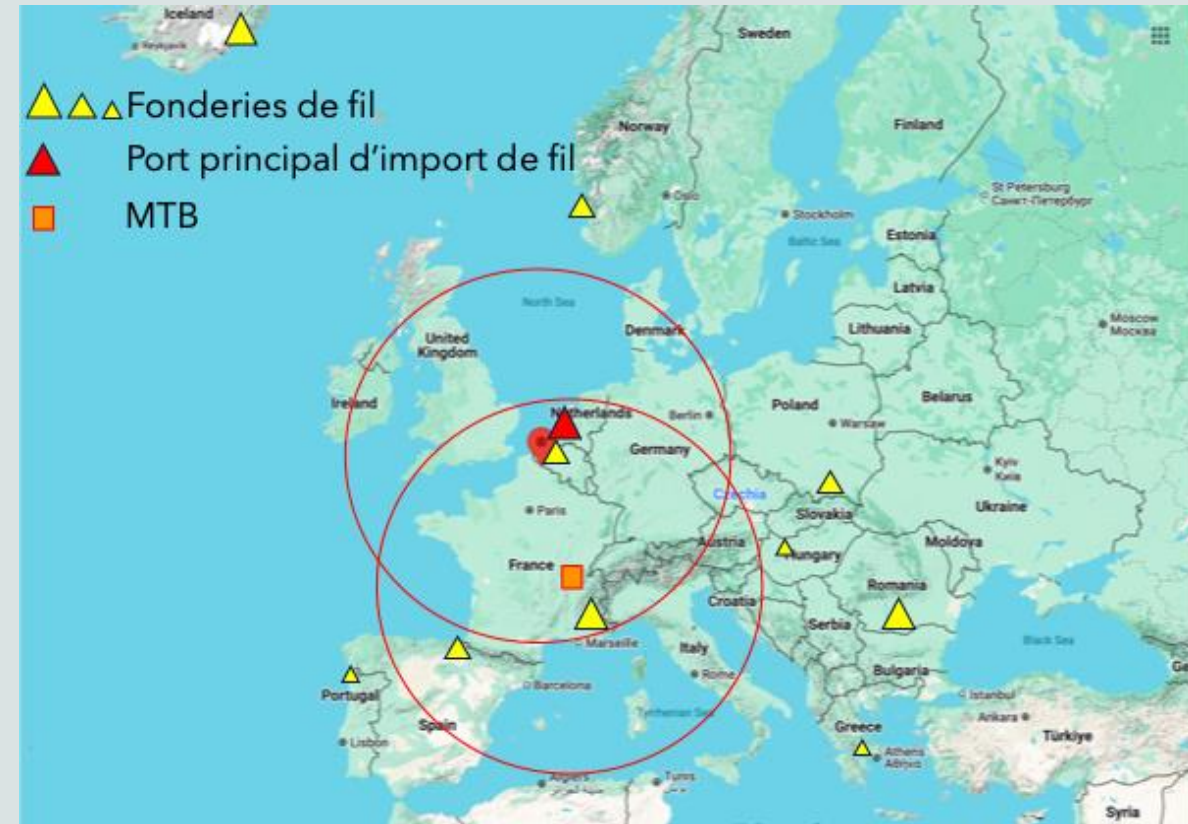 Iceland
Reykjavik
Sweden
Fonderies de fil
Norway
Finland
Port principal d'import de fil
Oslo
St Petersburg
Санкт-Петербург
Stockholm
MTB
Baltic Sea
Estonia
Latvia
North Sea
Moscow
Москва
Denmark
Lithuania
United
Kingdom
Ireland
Netherlands
Berlin
Poland
Belarus
Warsaw
Germany
Kyiv
Київ
Czechia
Ukraine
Paris
Slovakia
Austria
Hungary
Moldova
France
Romania
Croatia
Serbia
Marseille
Italy
Black Sea
Bulgaria
Rome
Barcelona
Portugal
Istanbul
Tyrrhenian Sea
Ankara
Spain
Greece
Türkiye
Lisbon
Athens
Αθήνα
Algiers
Tunis
Syria